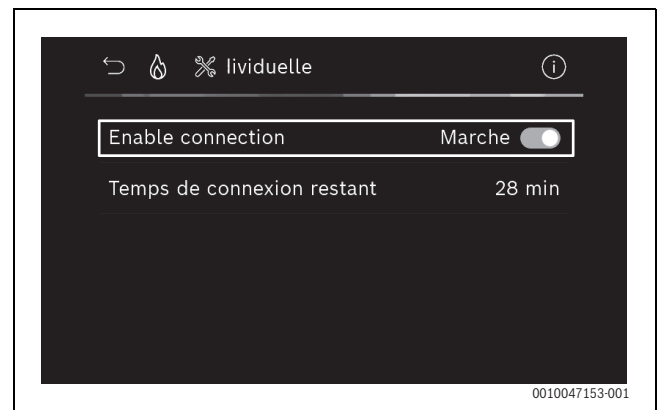 lividuelle
Enable connection Marche
Temps de connexion restant 28 min
0010047153-001